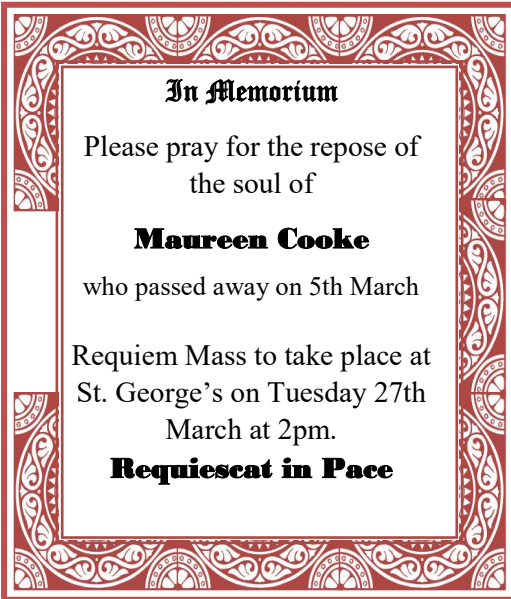 In Memorium
Please pray for the repose of
the soul of
Maureen Cooke
who passed away on 5th March
Requiem Mass to take place at
St. George’s on Tuesday 27th
March at 2pm.
Requiescat in Pace